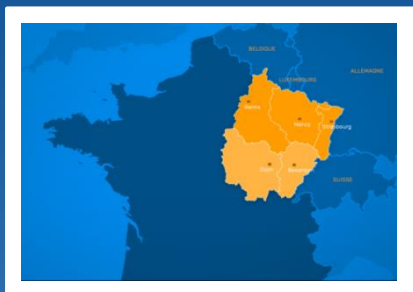 BELGIQUE
LUXEMBOURG
ALLEMAGNE
Reims
Nancy
Strasbourg
Dijon
Besançon
SUISSE